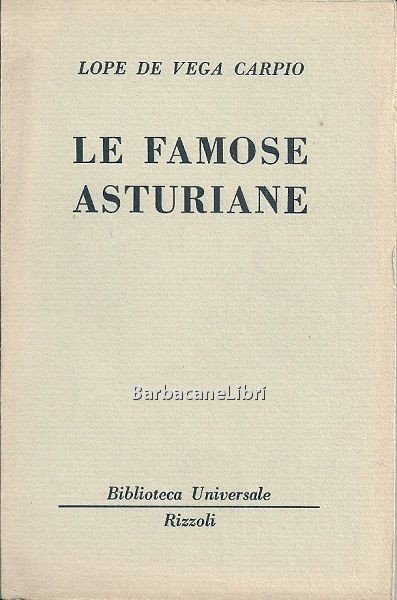 LOPE DE VEGA CARPIO
LE FAMOSE
ASTURIANE
BarbacaneLibri
Biblioteca Universale
Rizzoli